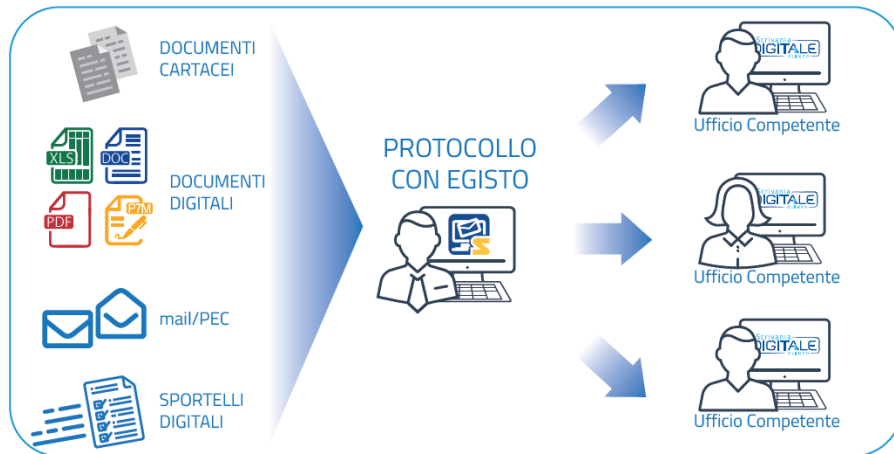 DOCUMENTI
CARTACEI
XLS
DOC
PDF
P7M
DOCUMENTI
DIGITALI
mail/PEC
SPORTELLI
DIGITALI
PROTOCOLLO
CON EGISTO
Scrivania
DIGITALE
Ufficio Competente
Scrivania
DIGITALE
Ufficio Competente
Scrivania
DIGITALE
Ufficio Competente